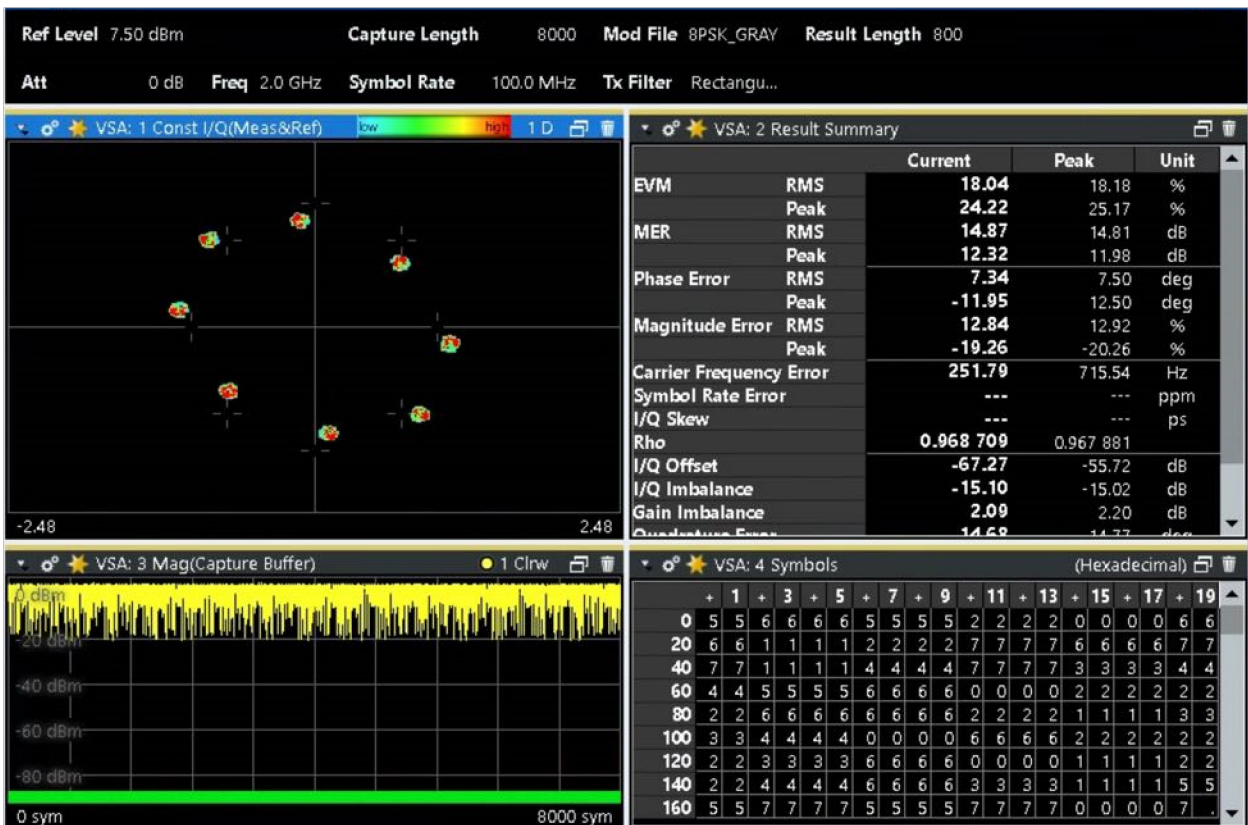 Ref Level 7.50 dBm Capture Length 8000 Mod File 8PSK_GRAY Result Length 800
Att 0 dB Freq 2.0 GHz Symbol Rate 100.0 MHz Tx Filter Rectangu...
VSA: 1 Const I/Q(Meas&Ref) low high 1 D
-2.48 2.48
VSA: 2 Result Summary
Current Peak Unit
EVM RMS 18.04 18.18 %
Peak 24.22 25.17 %
MER RMS 14.87 14.81 dB
Peak 12.32 11.98 dB
Phase Error RMS 7.34 7.50 deg
Peak -11.95 12.50 deg
Magnitude Error RMS 12.84 12.92 %
Peak -19.26 -20.26 %
Carrier Frequency Error 251.79 715.54 Hz
Symbol Rate Error --- --- ppm
I/Q Skew --- --- ps
Rho 0.968 709 0.967 881
I/Q Offset -67.27 -55.72 dB
I/Q Imbalance -15.10 -15.02 dB
Gain Imbalance 2.09 2.20 dB
Quadrature Error 14.68 14.77 deg
VSA: 3 Mag(Capture Buffer) 1 Clrw
0 dBm
-20 dBm
-40 dBm
-60 dBm
-80 dBm
0 sym 8000 sym
VSA: 4 Symbols (Hexadecimal)
+ 1 + 3 + 5 + 7 + 9 + 11 + 13 + 15 + 17 + 19
0 5 5 6 6 6 6 5 5 5 5 2 2 2 2 0 0 0 0 6 6
20 6 6 1 1 1 1 2 2 2 2 7 7 7 7 6 6 6 6 7 7
40 7 7 1 1 1 1 4 4 4 4 7 7 7 7 3 3 3 3 4 4
60 4 4 5 5 5 5 6 6 6 6 0 0 0 0 2 2 2 2 2 2
80 2 2 6 6 6 6 6 6 6 6 2 2 2 2 1 1 1 1 3 3
100 3 3 4 4 4 4 0 0 0 0 6 6 6 6 2 2 2 2 2 2
120 2 2 3 3 3 3 6 6 6 6 0 0 0 0 1 1 1 1 2 2
140 2 2 4 4 4 4 6 6 6 6 3 3 3 3 1 1 1 1 5 5
160 5 5 7 7 7 7 5 5 5 5 7 7 7 7 0 0 0 0 7 .